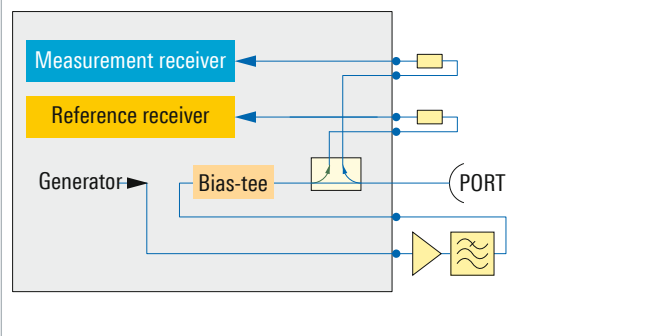 Measurement receiver
Reference receiver
Generator
Bias-tee
PORT